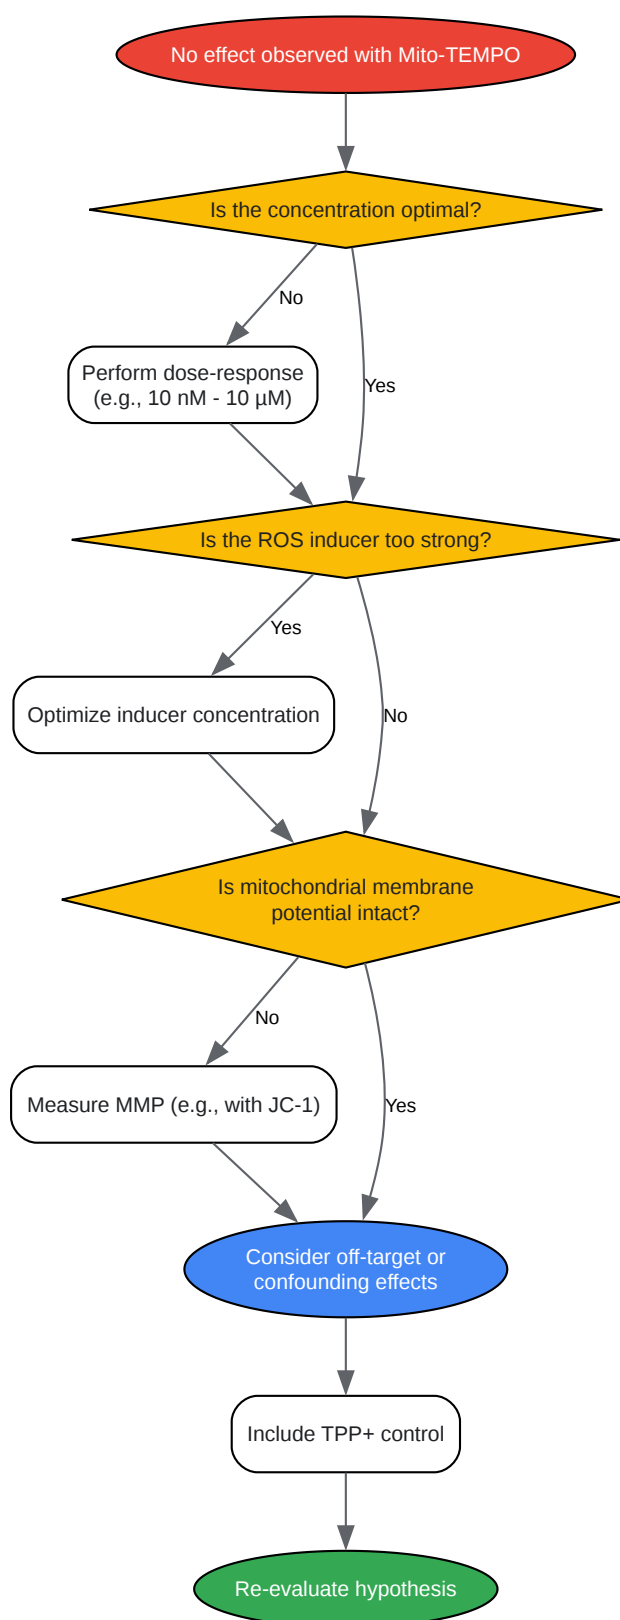 No effect observed with Mito-TEMPO
Is the concentration optimal?
No
Perform dose-response
(e.g., 10 nM - 10 µM)
Yes
Is the ROS inducer too strong?
Yes
Optimize inducer concentration
No
Is mitochondrial membrane
potential intact?
No
Measure MMP (e.g., with JC-1)
Yes
Consider off-target or
confounding effects
Include TPP+ control
Re-evaluate hypothesis